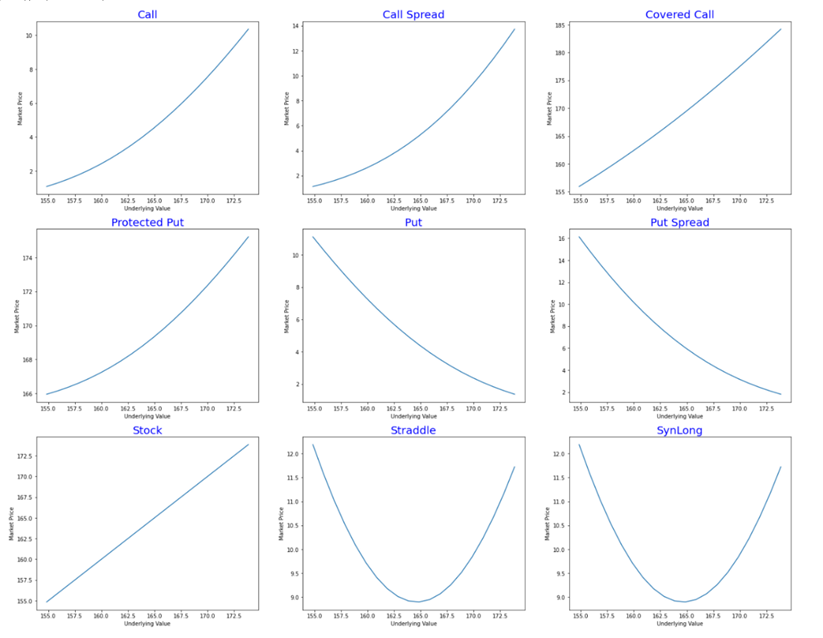 Call
Call Spread
Covered Call
Market Price
10
8
6
4
2
155.0 157.5 160.0 162.5 165.0 167.5 170.0 172.5
Underlying Value
Market Price
14
12
10
8
6
4
2
155.0 157.5 160.0 162.5 165.0 167.5 170.0 172.5
Underlying Value
Market Price
185
180
175
170
165
160
155
155.0 157.5 160.0 162.5 165.0 167.5 170.0 172.5
Underlying Value
Protected Put
Put
Put Spread
Market Price
174
172
170
168
166
155.0 157.5 160.0 162.5 165.0 167.5 170.0 172.5
Underlying Value
Market Price
10
8
6
4
2
155.0 157.5 160.0 162.5 165.0 167.5 170.0 172.5
Underlying Value
Market Price
16
14
12
10
8
6
4
2
155.0 157.5 160.0 162.5 165.0 167.5 170.0 172.5
Underlying Value
Stock
Straddle
SynLong
Market Price
172.5
170.0
167.5
165.0
162.5
160.0
157.5
155.0
155.0 157.5 160.0 162.5 165.0 167.5 170.0 172.5
Underlying Value
Market Price
12.0
11.5
11.0
10.5
10.0
9.5
9.0
155.0 157.5 160.0 162.5 165.0 167.5 170.0 172.5
Underlying Value
Market Price
12.0
11.5
11.0
10.5
10.0
9.5
9.0
155.0 157.5 160.0 162.5 165.0 167.5 170.0 172.5
Underlying Value